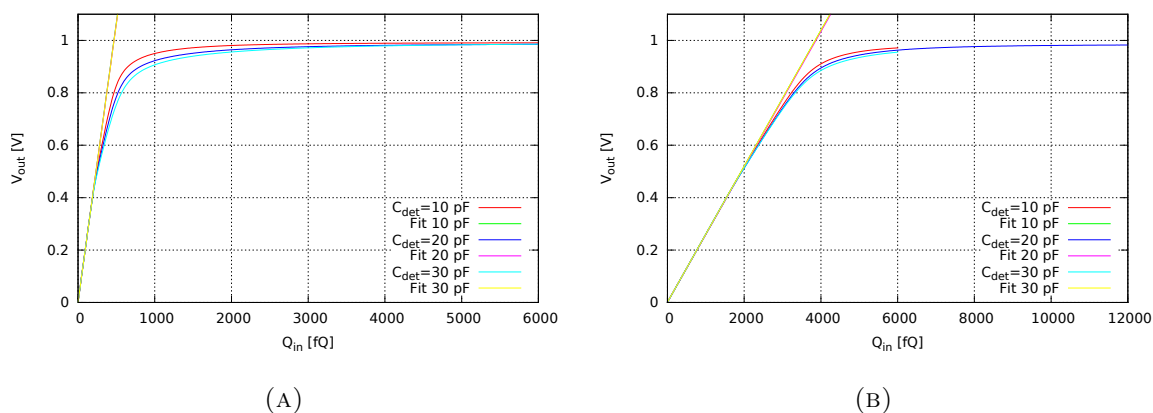 1
0.8
0.6
0.4
0.2
0
V_out [V]
0 1000 2000 3000 4000 5000 6000
Q_in [fQ]
C_det=10 pF
Fit 10 pF
C_det=20 pF
Fit 20 pF
C_det=30 pF
Fit 30 pF
(A)
1
0.8
0.6
0.4
0.2
0
V_out [V]
0 2000 4000 6000 8000 10000 12000
Q_in [fQ]
C_det=10 pF
Fit 10 pF
C_det=20 pF
Fit 20 pF
C_det=30 pF
Fit 30 pF
(B)